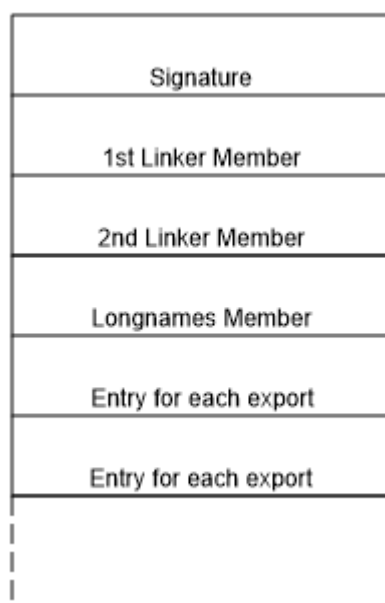 Signature
1st Linker Member
2nd Linker Member
Longnames Member
Entry for each export
Entry for each export